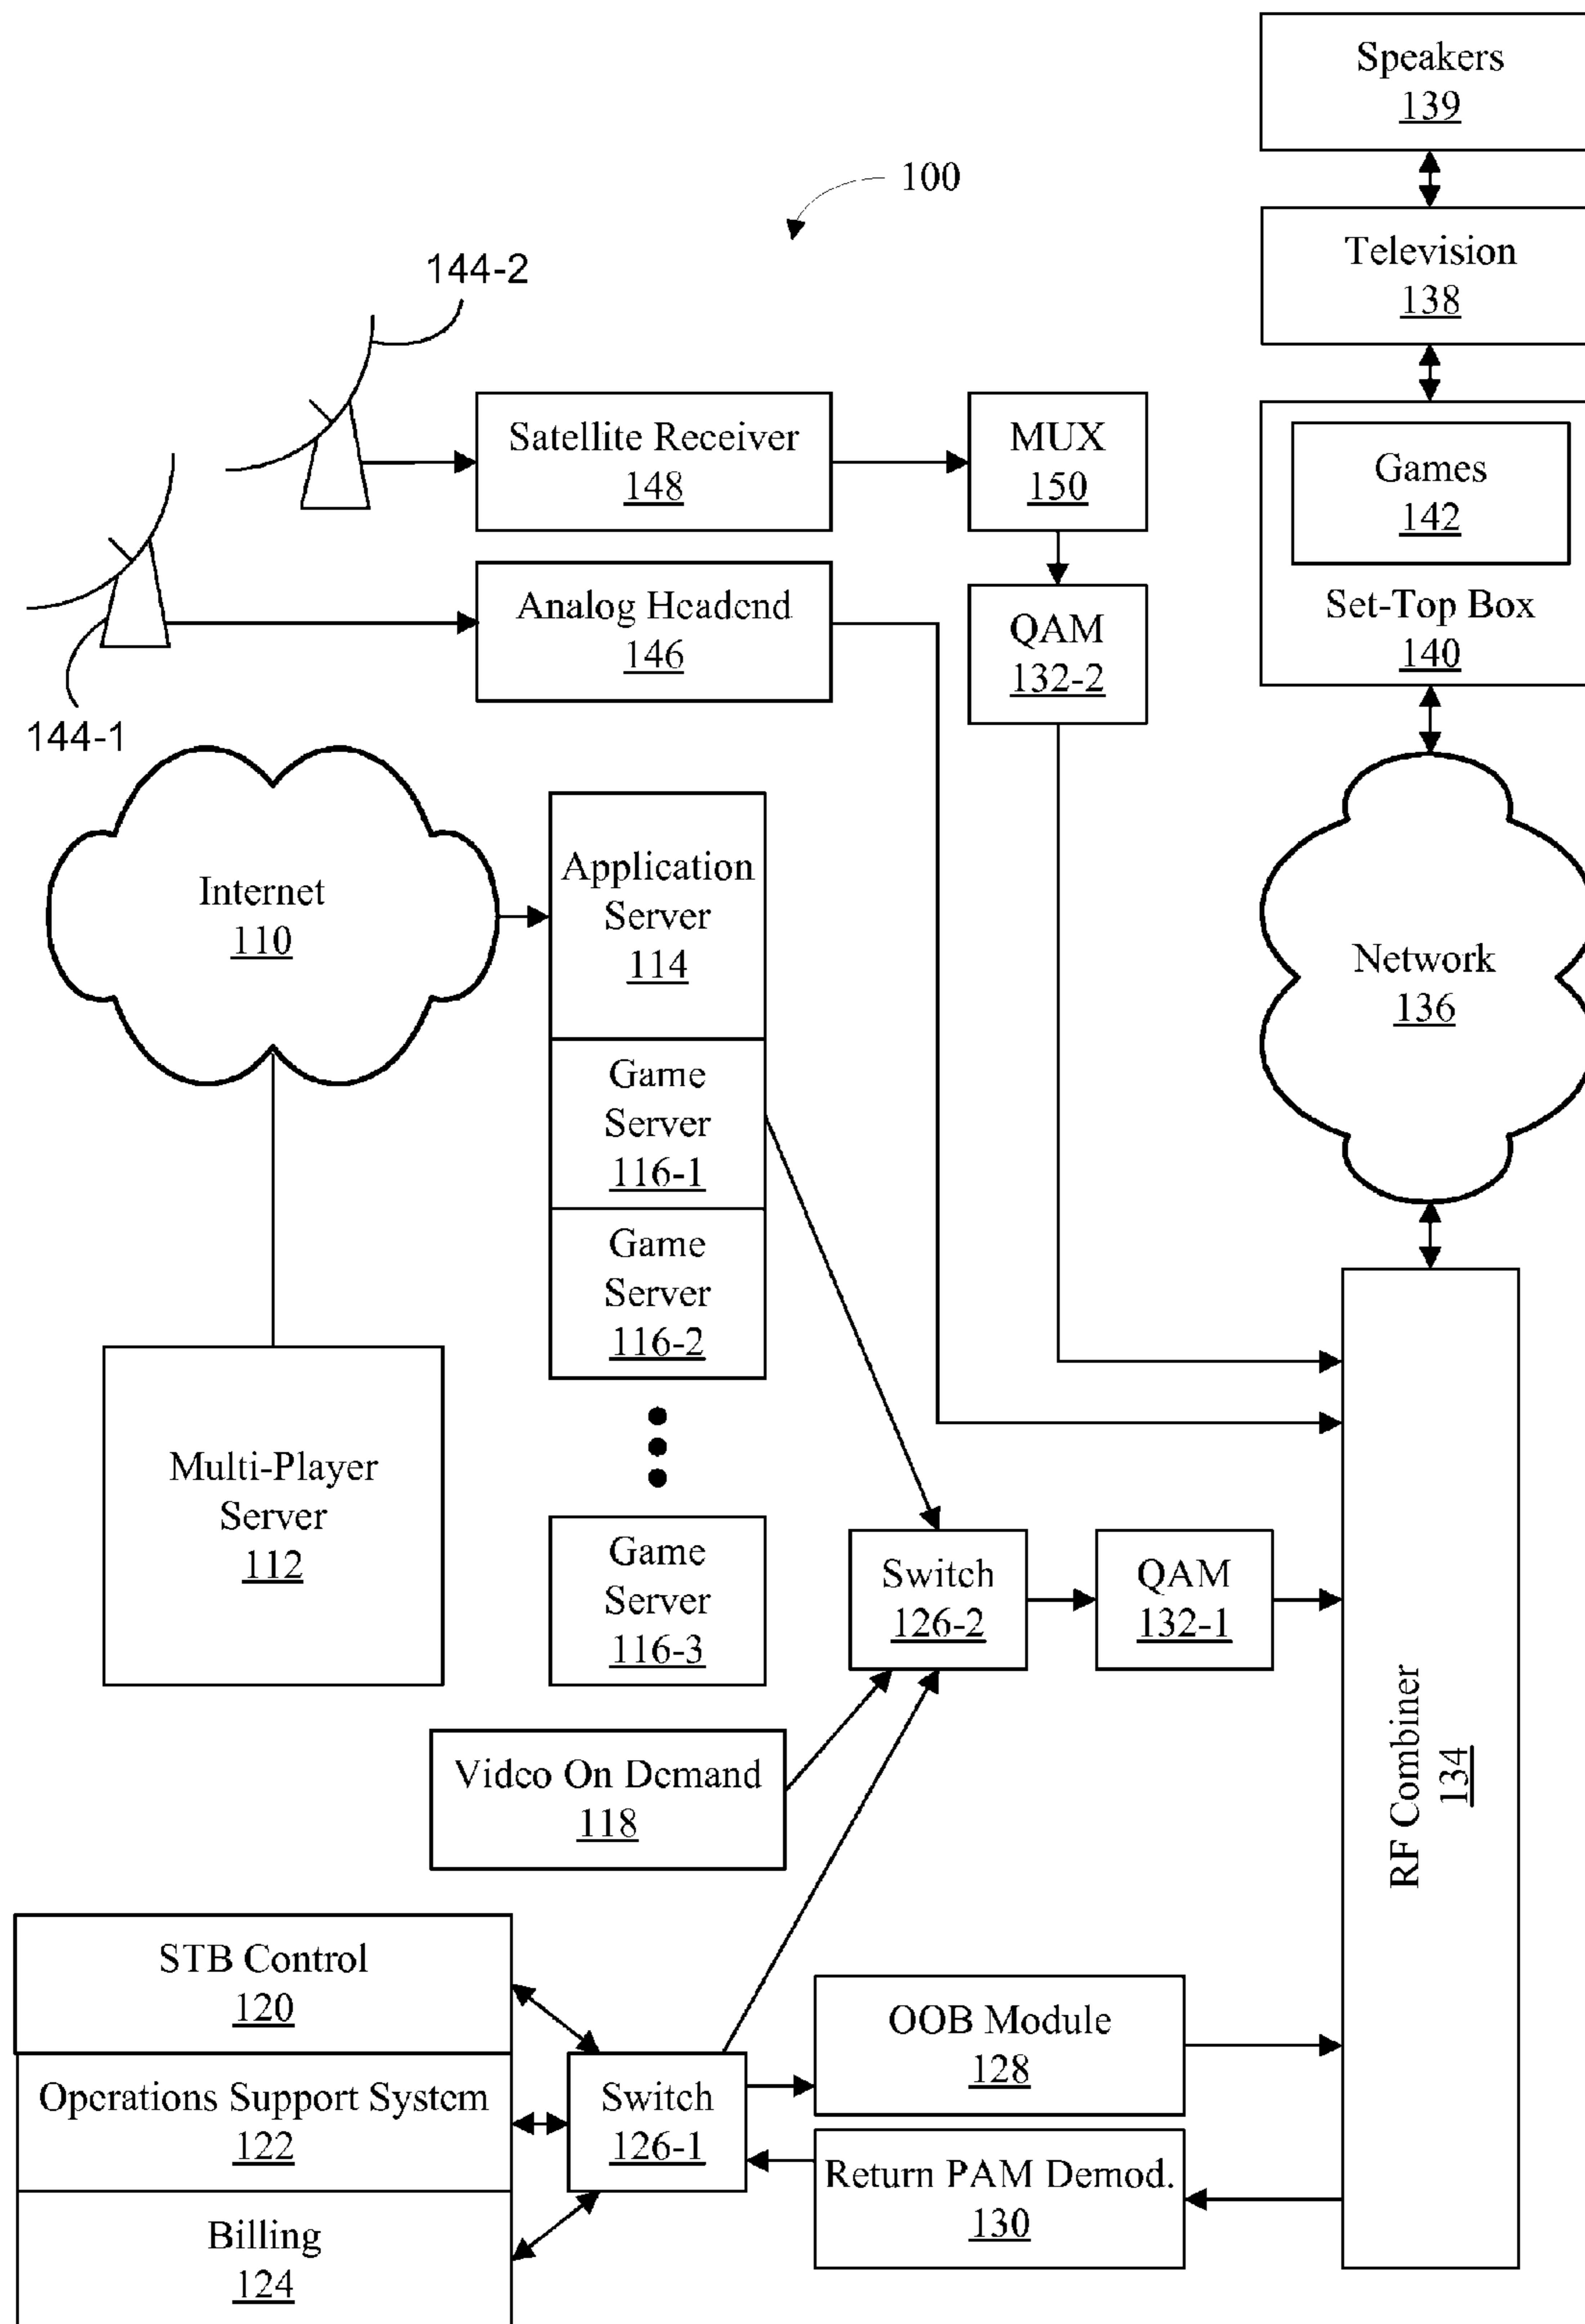 Speakers
139
100
Television
138
144-2
Satellite Receiver
148
MUX
150
Games
142
Set-Top Box
140
Analog Headend
146
QAM
132-2
144-1
Internet
110
Application
Server
114
Network
136
Game
Server
116-1
Game
Server
116-2
Multi-Player
Server
112
Game
Server
116-3
Switch
126-2
QAM
132-1
RF Combiner
134
Video On Demand
118
STB Control
120
Operations Support System
122
Billing
124
Switch
126-1
OOB Module
128
Return PAM Demod.
130